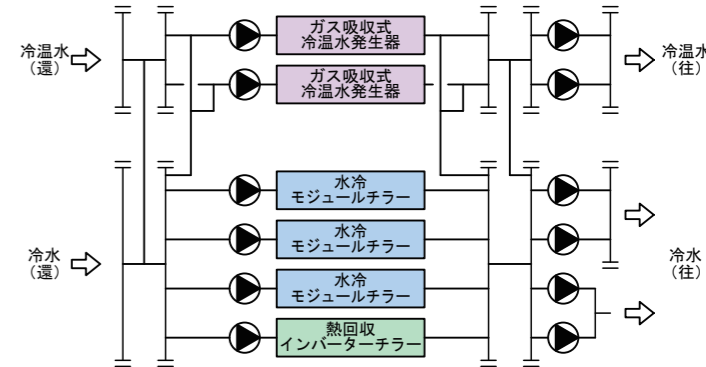 冷温水
（還）
ガス吸収式
冷温水発生器
冷温水
（往）
ガス吸収式
冷温水発生器
水冷
モジュールチラー
水冷
モジュールチラー
冷水
（還）
冷水
（往）
水冷
モジュールチラー
熱回収
インバーターチラー